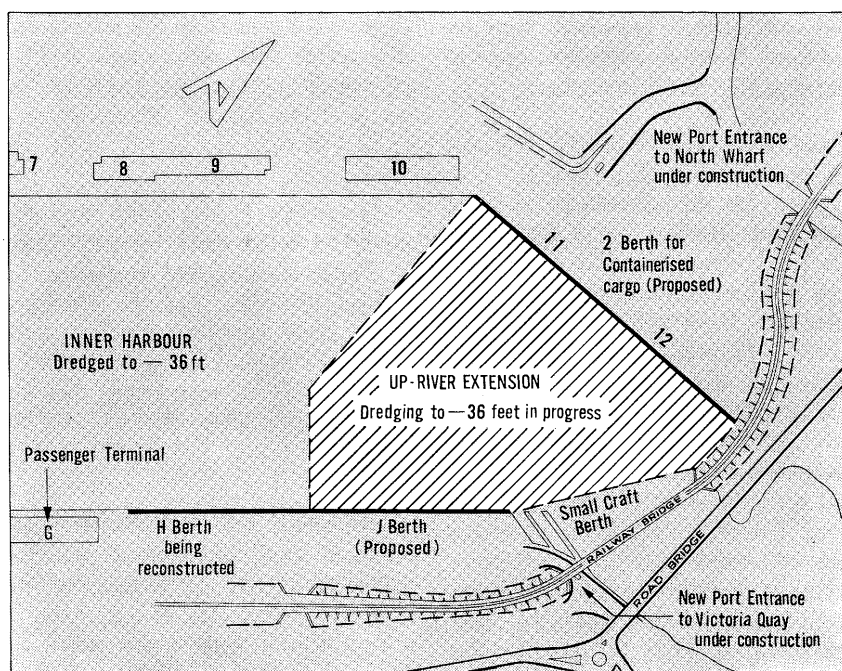 7
8
9
10
New Port Entrance
to North Wharf
under construction
11
12
2 Berth for
Containerised
cargo (Proposed)
INNER HARBOUR
Dredged to — 36 ft
UP-RIVER EXTENSION
Dredging to — 36 feet in progress
Passenger Terminal
G
H Berth
being
reconstructed
J Berth
(Proposed)
Small Craft
Berth
RAILWAY BRIDGE
ROAD BRIDGE
New Port Entrance
to Victoria Quay
under construction